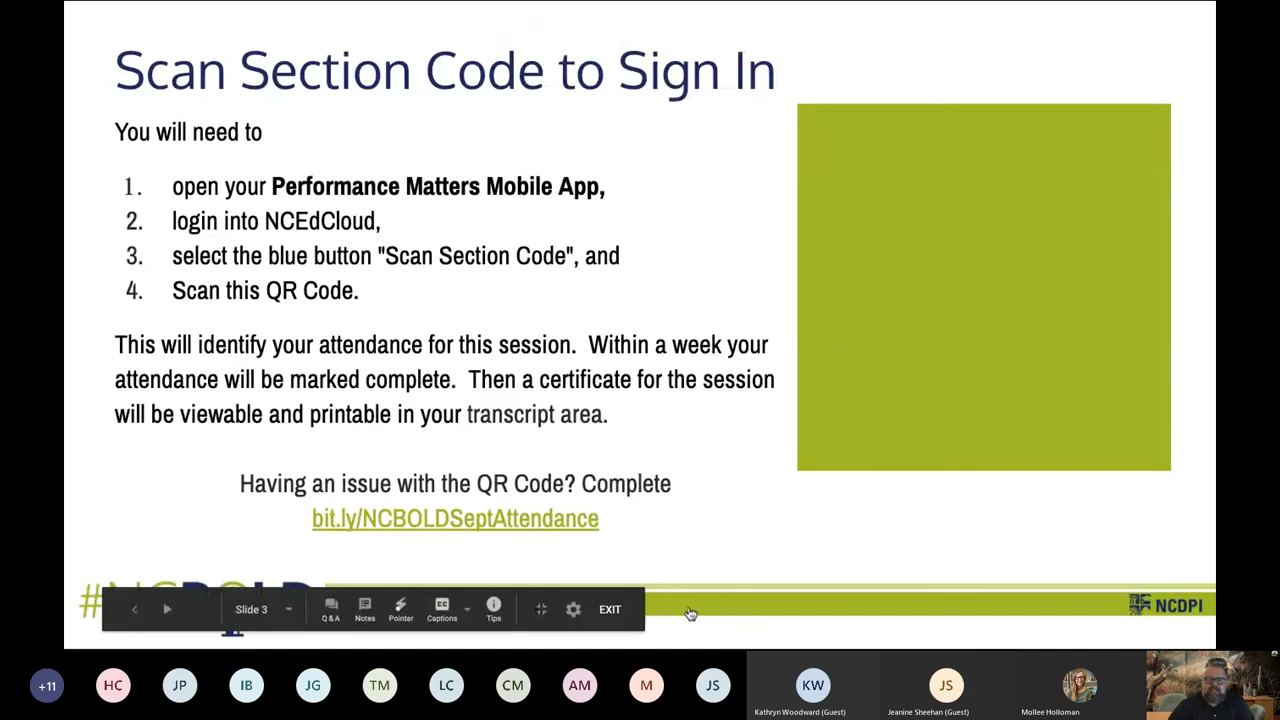 Scan Section Code to Sign In
You will need to
1. open your Performance Matters Mobile App,
2. login into NCEdCloud,
3. select the blue button "Scan Section Code", and
4. Scan this QR Code.
This will identify your attendance for this session. Within a week your
attendance will be marked complete. Then a certificate for the session
will be viewable and printable in your transcript area.
Having an issue with the QR Code? Complete
bit.ly/NCBOLDSeptAttendance
Slide 3
Q & A
Notes
Pointer
CC
Captions
Tips
EXIT
NCDPI
+11
HC
JP
IB
JG
TM
LC
CM
AM
M
JS
KW
JS
Kathryn Woodward (Guest)
Jeanine Sheehan (Guest)
Mollee Holloman